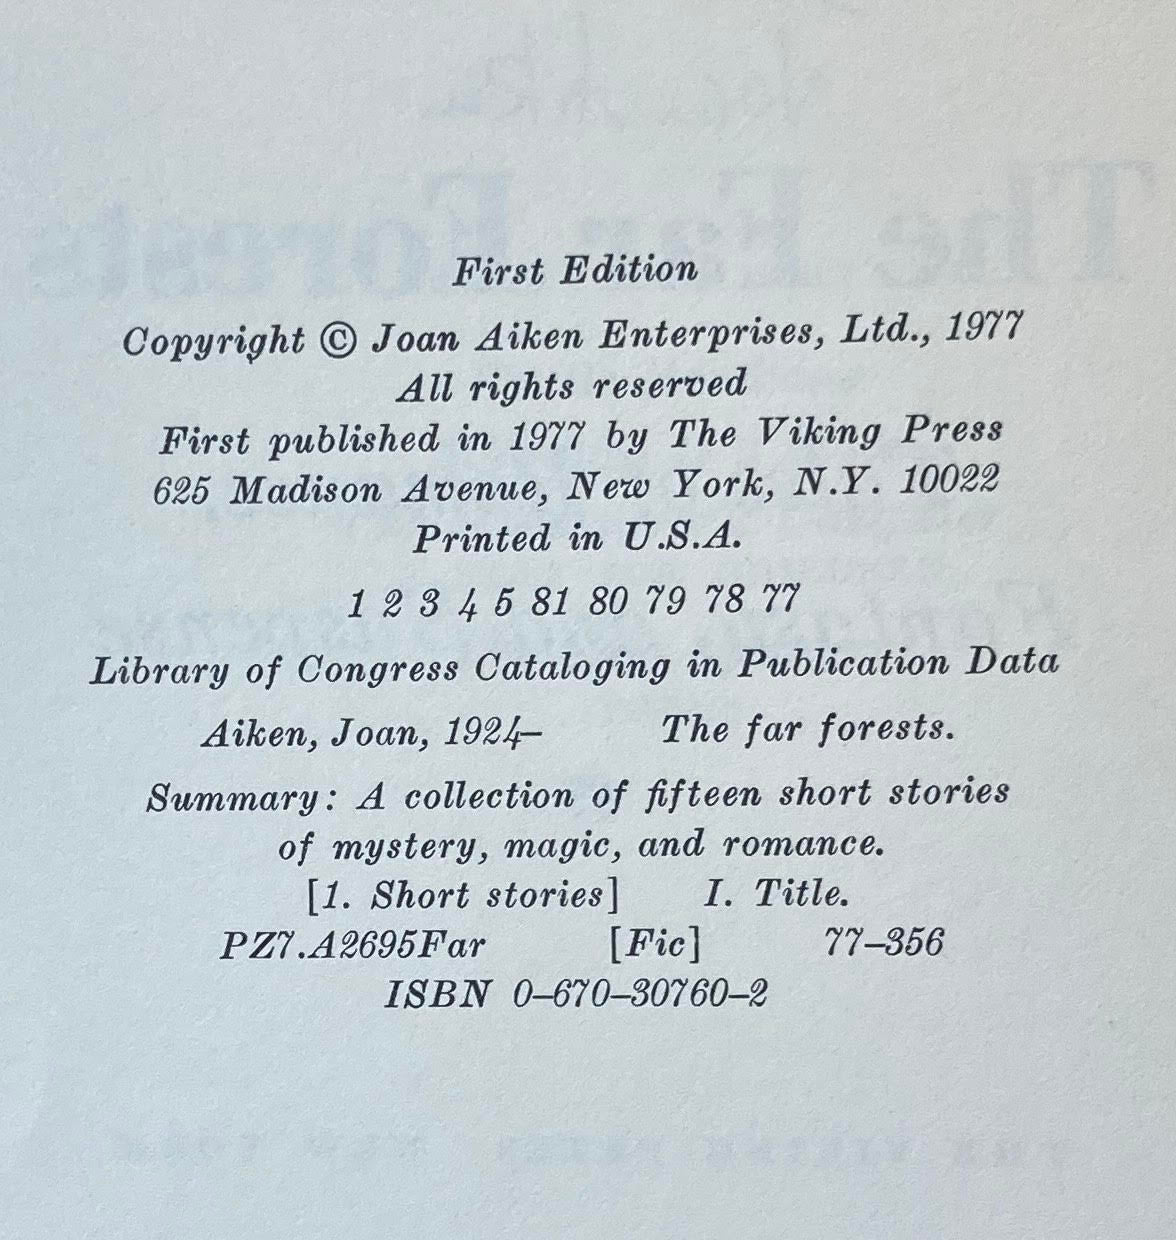 First Edition
Copyright © Joan Aiken Enterprises, Ltd., 1977
All rights reserved
First published in 1977 by The Viking Press
625 Madison Avenue, New York, N.Y. 10022
Printed in U.S.A.
1 2 3 4 5 81 80 79 78 77
Library of Congress Cataloging in Publication Data
Aiken, Joan, 1924– The far forests.
Summary: A collection of fifteen short stories
of mystery, magic, and romance.
[1. Short stories] I. Title.
PZ7.A2695Far [Fic] 77–356
ISBN 0–670–30760–2